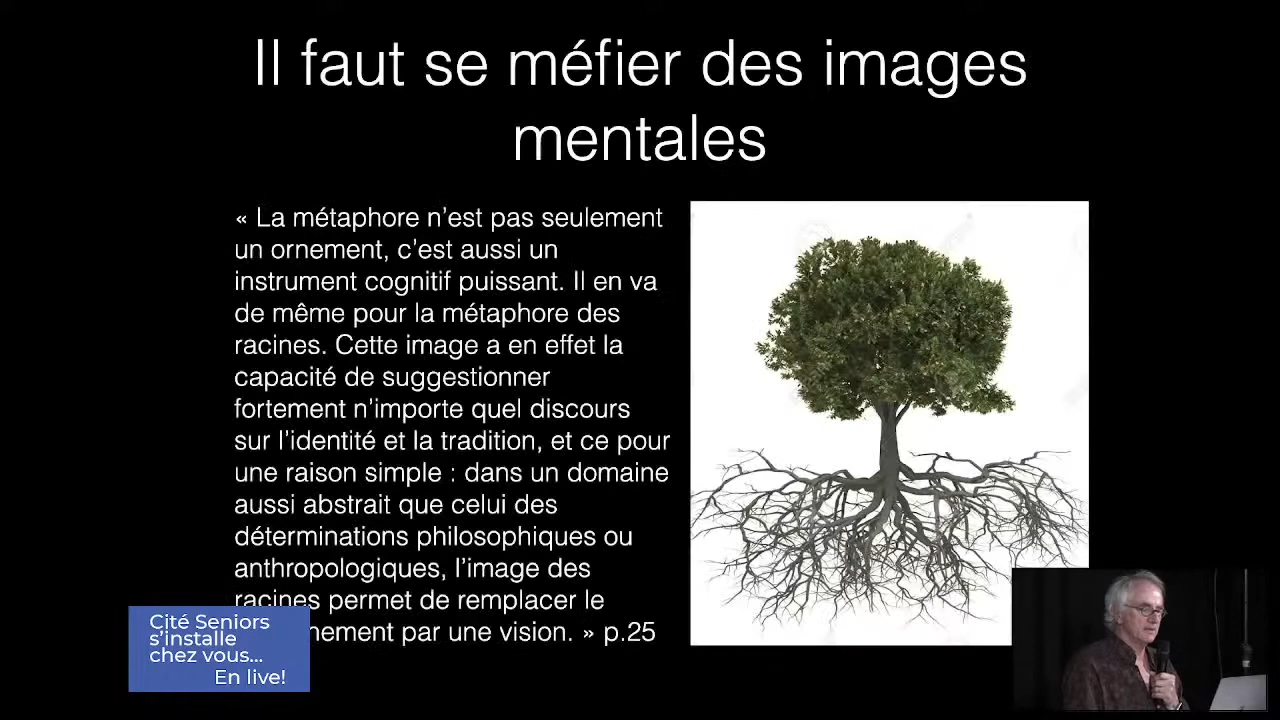 Il faut se méfier des images
mentales
« La métaphore n’est pas seulement
un ornement, c’est aussi un
instrument cognitif puissant. Il en va
de même pour la métaphore des
racines. Cette image a en effet la
capacité de suggestionner
fortement n’importe quel discours
sur l’identité et la tradition, et ce pour
une raison simple : dans un domaine
aussi abstrait que celui des
déterminations philosophiques ou
anthropologiques, l’image des
racines permet de remplacer le
nement par une vision. » p.25
Cité Seniors
s’installe
chez vous...
En live!